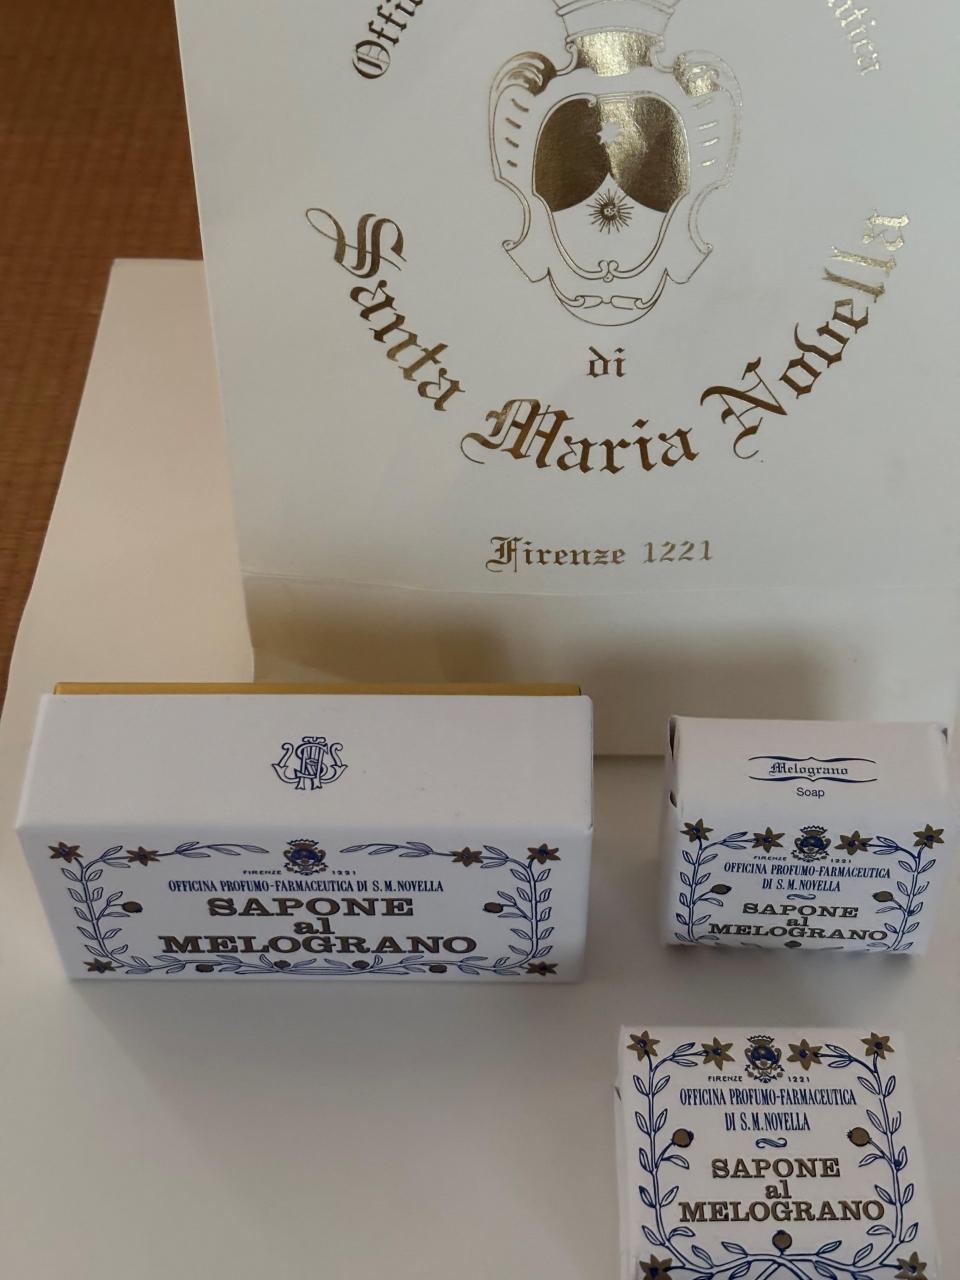 di
Santa Maria Novella
Firenze 1221
FIRENZE 1221
OFFICINA PROFUMO-FARMACEUTICA DI S. M. NOVELLA
SAPONE
al
MELOGRANO
Melograno
Soap
FIRENZE 1221
OFFICINA PROFUMO-FARMACEUTICA
DI S. M. NOVELLA
SAPONE
al
MELOGRANO
FIRENZE 1221
OFFICINA PROFUMO-FARMACEUTICA
DI S. M. NOVELLA
SAPONE
al
MELOGRANO